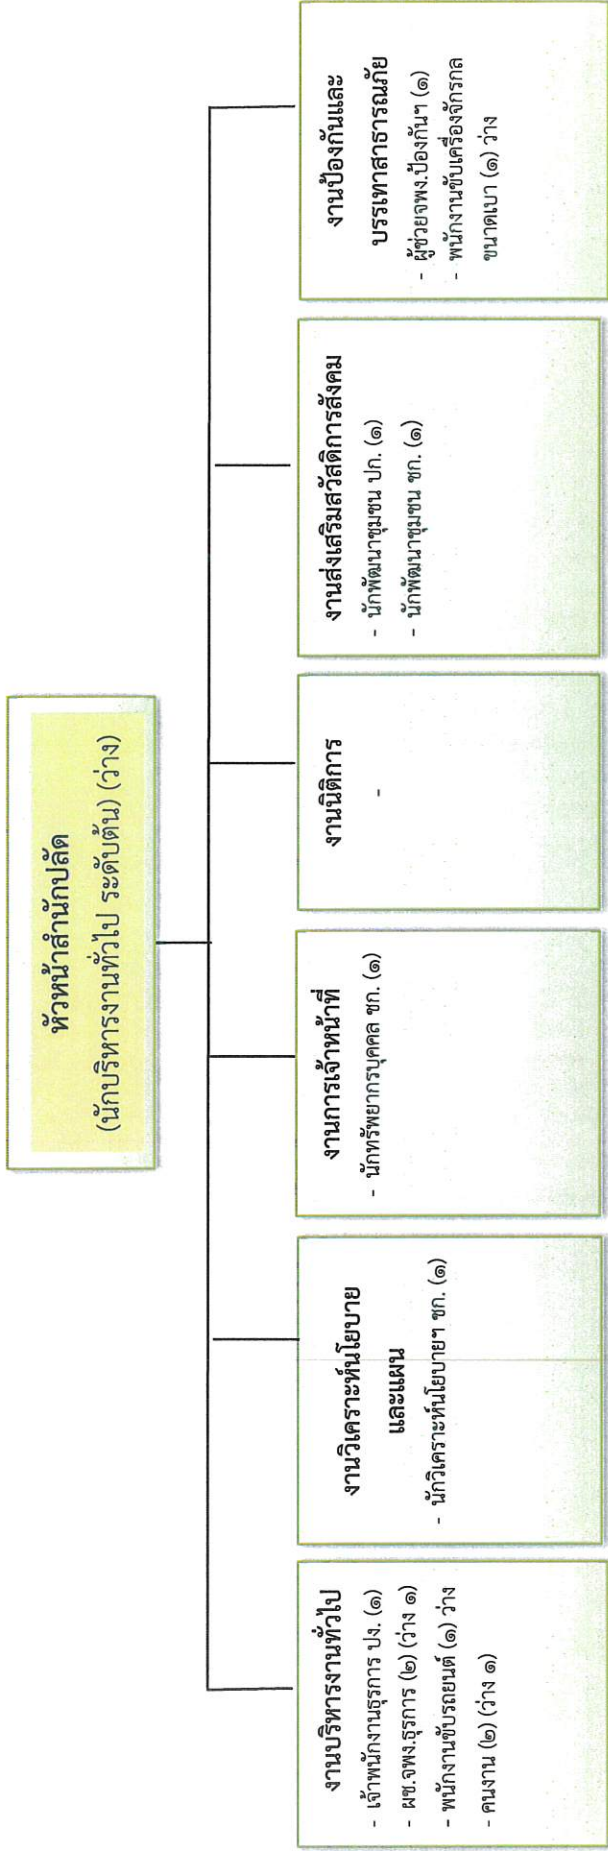 หัวหน้าสำนักปลัด
(นักบริหารงานทั่วไป ระดับต้น) (ว่าง)
งานบริหารงานทั่วไป
- เจ้าพนักงานธุรการ ปง. (๑)
- ผช.จพง.ธุรการ (๒) (ว่าง ๑)
- พนักงานขับรถยนต์ (๑) ว่าง
- คนงาน (๒) (ว่าง ๑)
งานวิเคราะห์นโยบาย
และแผน
- นักวิเคราะห์นโยบายฯ ชก. (๑)
งานการเจ้าหน้าที่
- นักทรัพยากรบุคคล ชก. (๑)
งานนิติการ
-
งานส่งเสริมสวัสดิการสังคม
- นักพัฒนาชุมชน ปก. (๑)
- นักพัฒนาชุมชน ชก. (๑)
งานป้องกันและ
บรรเทาสาธารณภัย
- ผู้ช่วยจพง.ป้องกันฯ (๑)
- พนักงานขับเครื่องจักรกล
ขนาดเบา (๑) ว่าง